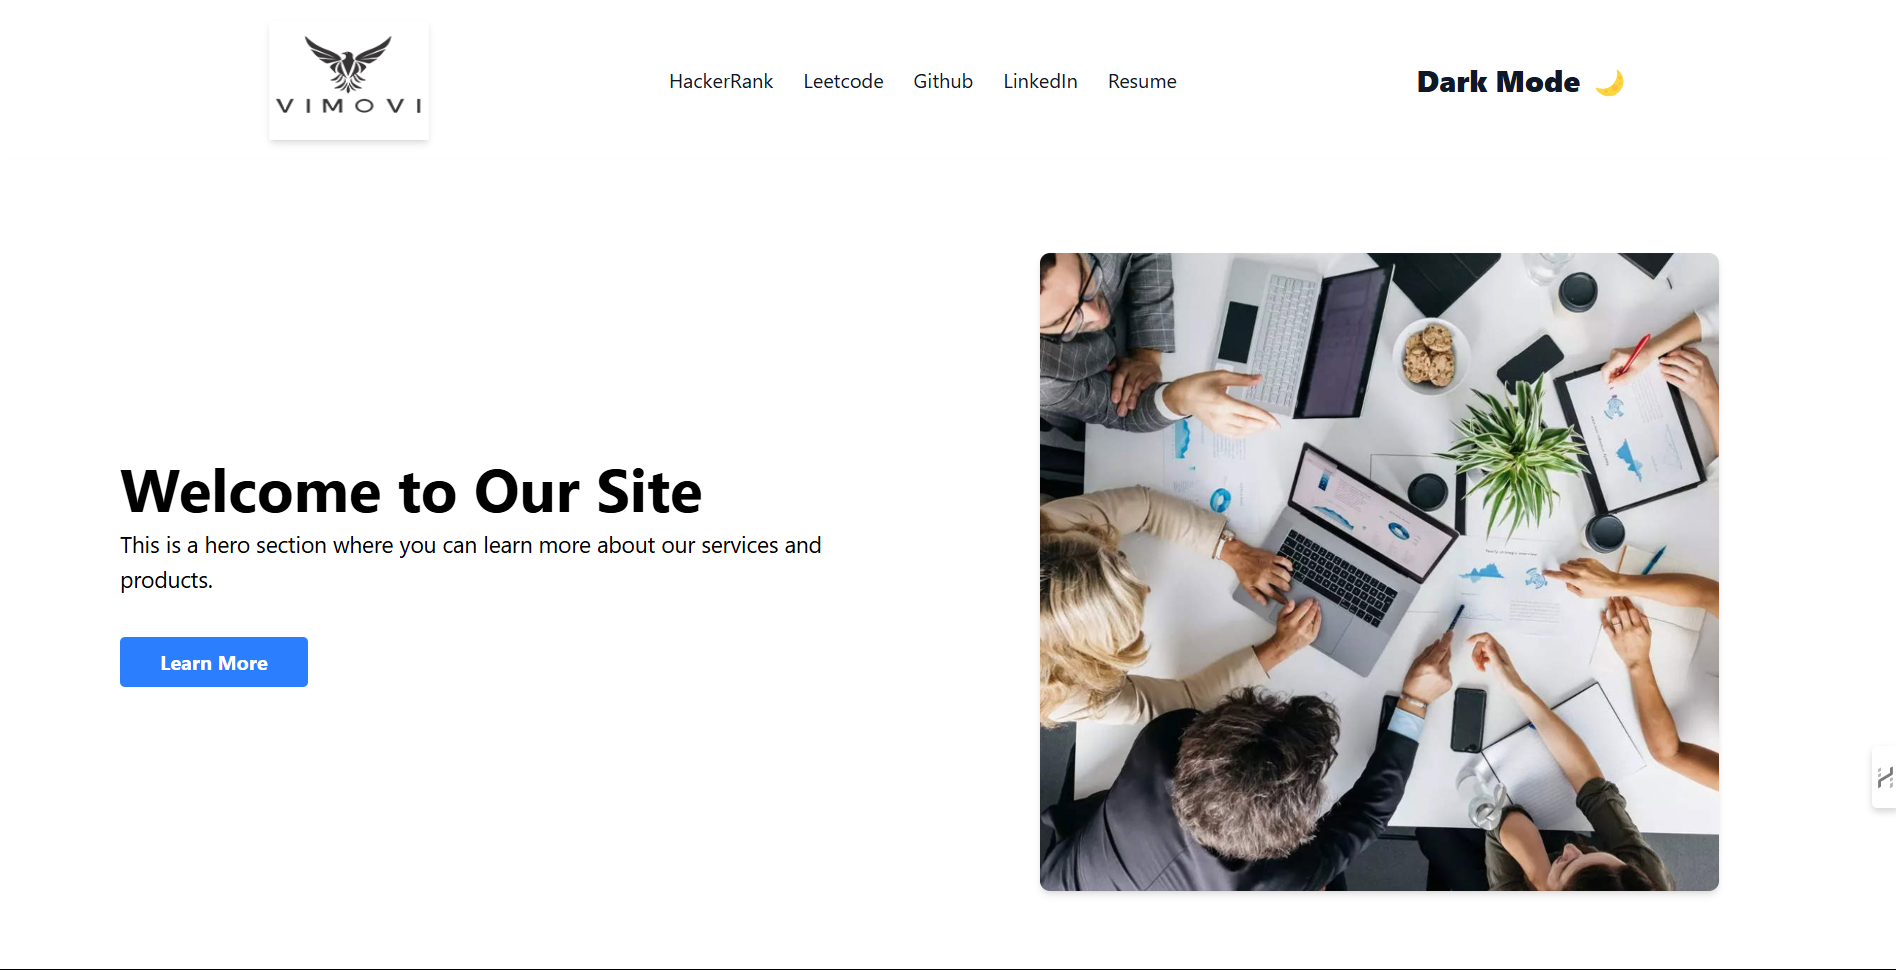 VIMOVI
HackerRank Leetcode Github LinkedIn Resume
Dark Mode 🌙
Welcome to Our Site
This is a hero section where you can learn more about our services and
products.
Learn More